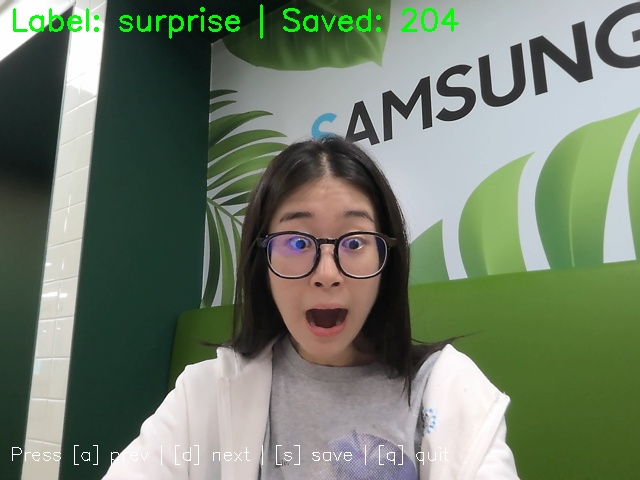 Label: surprise | Saved: 204
SAMSUNG
Press [a] prev | [d] next | [s] save | [q] quit